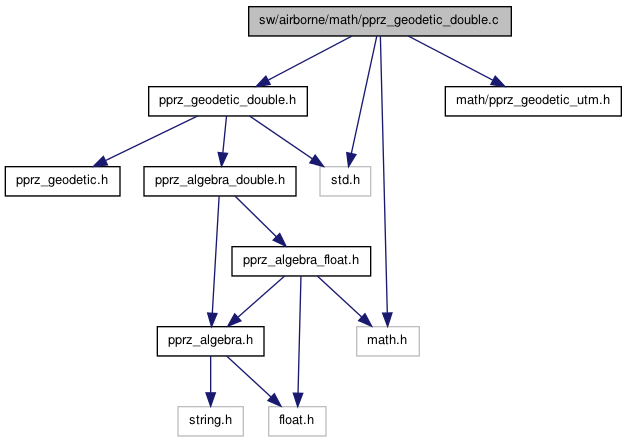 sw/airborne/math/pprz_geodetic_double.c
pprz_geodetic_double.h
math/pprz_geodetic_utm.h
pprz_geodetic.h
pprz_algebra_double.h
std.h
pprz_algebra_float.h
pprz_algebra.h
math.h
string.h
float.h